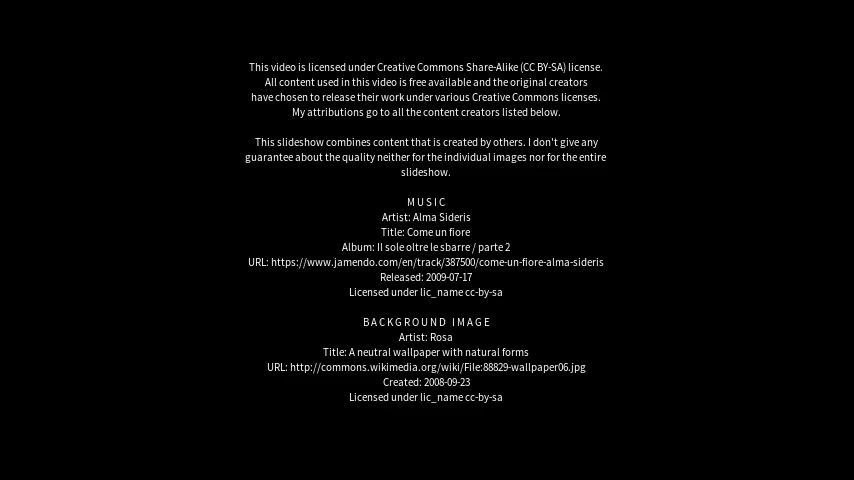 This video is licensed under Creative Commons Share-Alike (CC BY-SA) license.
All content used in this video is free available and the original creators
have chosen to release their work under various Creative Commons licenses.
My attributions go to all the content creators listed below.
This slideshow combines content that is created by others. I don't give any
guarantee about the quality neither for the individual images nor for the entire
slideshow.
MUSIC
Artist: Alma Sideris
Title: Come un fiore
Album: Il sole oltre le sbarre / parte 2
URL: https://www.jamendo.com/en/track/387500/come-un-fiore-alma-sideris
Released: 2009-07-17
Licensed under lic_name cc-by-sa
BACKGROUND IMAGE
Artist: Rosa
Title: A neutral wallpaper with natural forms
URL: http://commons.wikimedia.org/wiki/File:88829-wallpaper06.jpg
Created: 2008-09-23
Licensed under lic_name cc-by-sa